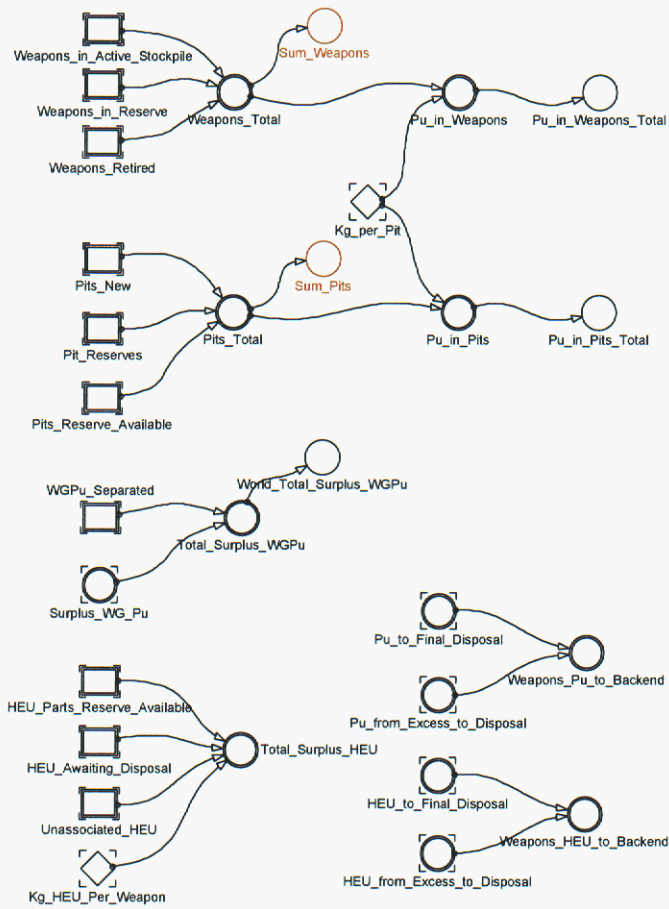 Sum_Weapons
Weapons_in_Active_Stockpile
Weapons_in_Reserve
Weapons_Total
Pu_in_Weapons
Pu_in_Weapons_Total
Weapons_Retired
Kg_per_Pit
Pits_New
Sum_Pits
Pits_Total
Pu_in_Pits
Pu_in_Pits_Total
Pit_Reserves
Pits_Reserve_Available
World_Total_Surplus_WGPu
WGPu_Separated
Total_Surplus_WGPu
Surplus_WG_Pu
Pu_to_Final_Disposal
Weapons_Pu_to_Backend
HEU_Parts_Reserve_Available
Pu_from_Excess_to_Disposal
Total_Surplus_HEU
HEU_Awaiting_Disposal
HEU_to_Final_Disposal
Unassociated_HEU
Weapons_HEU_to_Backend
HEU_from_Excess_to_Disposal
Kg_HEU_Per_Weapon